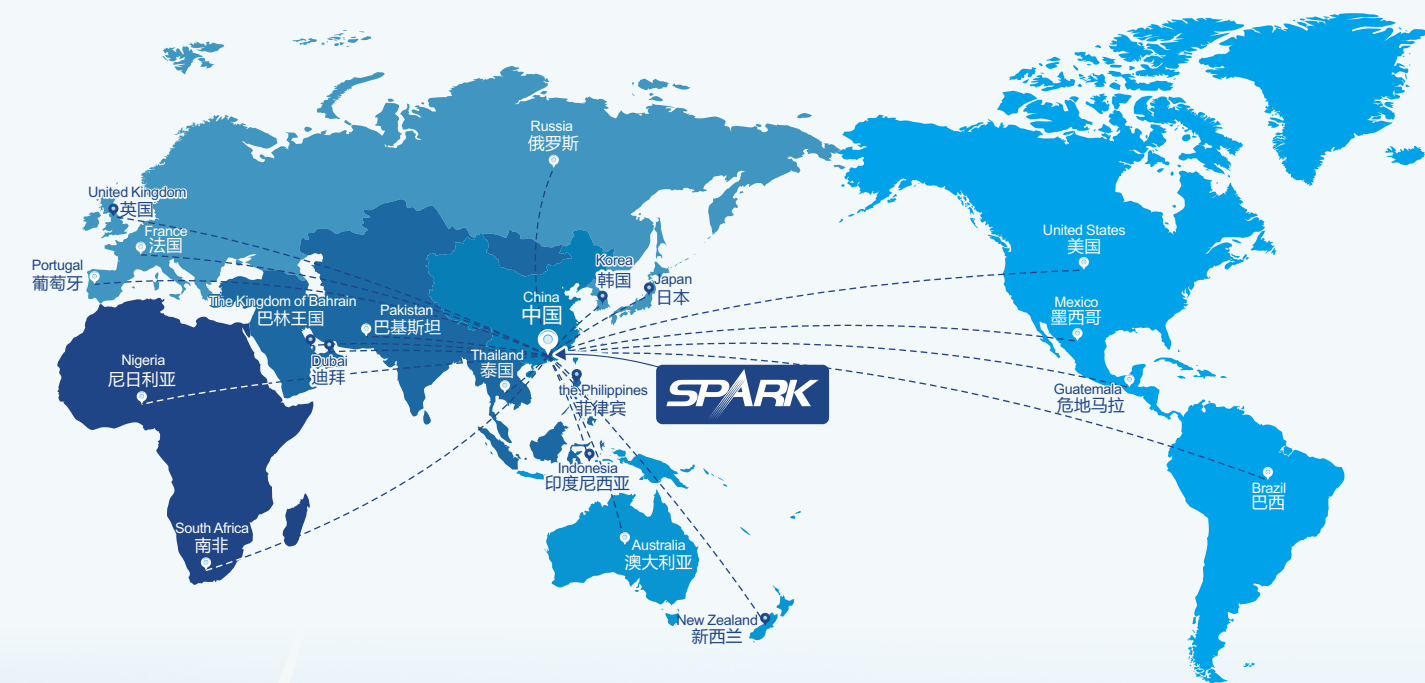 Russia
俄罗斯
United Kingdom
英国
France
法国
Portugal
葡萄牙
The Kingdom of Bahrain
巴林王国
Pakistan
巴基斯坦
Dubai
迪拜
China
中国
Korea
韩国
Japan
日本
Thailand
泰国
the Philippines
菲律宾
SPARK
Indonesia
印度尼西亚
Nigeria
尼日利亚
South Africa
南非
Australia
澳大利亚
New Zealand
新西兰
United States
美国
Mexico
墨西哥
Guatemala
危地马拉
Brazil
巴西